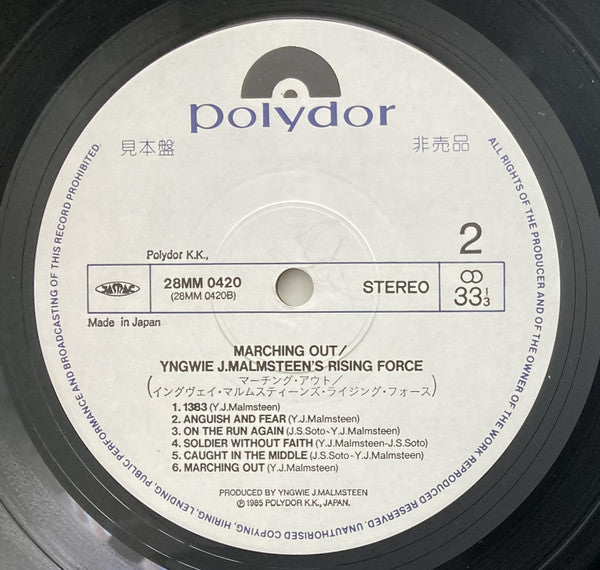 polydor
見本盤
非売品
2
Polydor K.K.,
JASRAC
28MM 0420
(28MM 0420B)
STEREO
33 1/3
Made in Japan
MARCHING OUT/
YNGWIE J.MALMSTEEN'S RISING FORCE
(マーチング・アウト/
イングヴェイ・マルムスティーンズ・ライジング・フォース)
1. 1383 (Y.J.Malmsteen)
2. ANGUISH AND FEAR (Y.J.Malmsteen)
3. ON THE RUN AGAIN (J.S.Soto-Y.J.Malmsteen)
4. SOLDIER WITHOUT FAITH (Y.J.Malmsteen-J.S.Soto)
5. CAUGHT IN THE MIDDLE (J.S.Soto-Y.J.Malmsteen)
6. MARCHING OUT (Y.J.Malmsteen)
PRODUCED BY YNGWIE J.MALMSTEEN
℗1985 POLYDOR K.K., JAPAN.
ALL RIGHTS OF THE PRODUCER AND OF THE OWNER OF THE WORK REPRODUCED RESERVED. UNAUTHORISED COPYING, HIRING, LENDING, PUBLIC PERFORMANCE AND BROADCASTING OF THIS RECORD PROHIBITED.